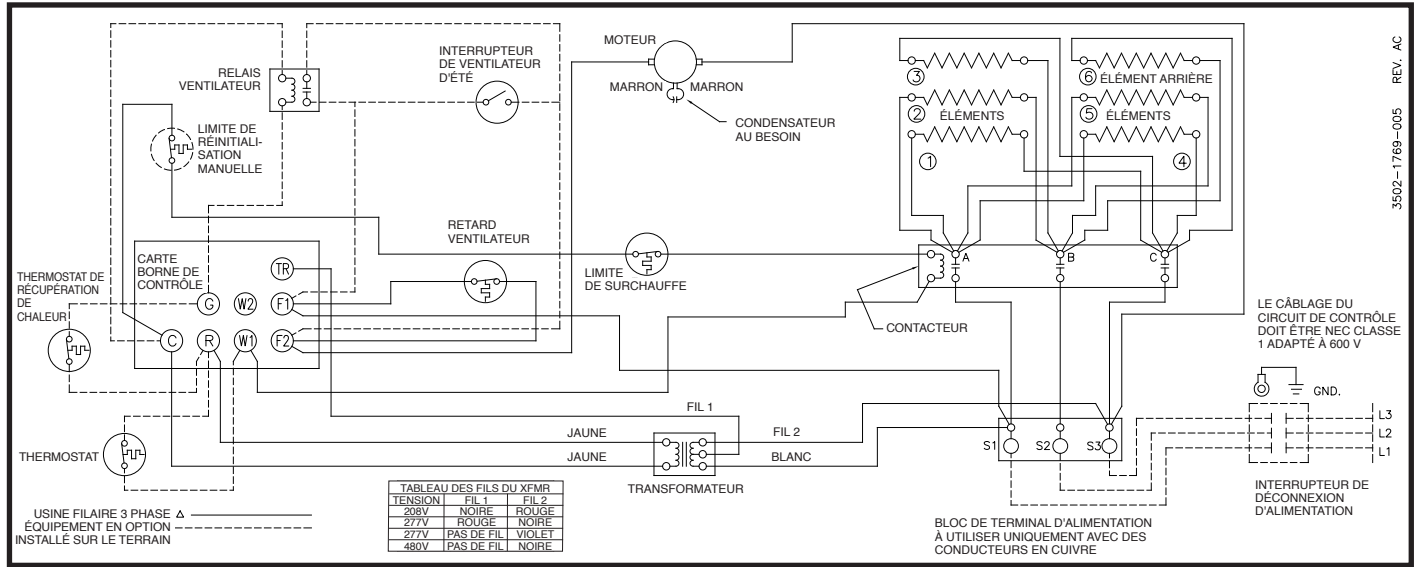 RELAIS
VENTILATEUR
INTERRUPTEUR
DE VENTILATEUR
D'ÉTÉ
MOTEUR
MARRON
MARRON
CONDENSATEUR
AU BESOIN
3
2
ÉLÉMENTS
1
6
ÉLÉMENT ARRIÈRE
5
ÉLÉMENTS
4
3502-1769-005 REV. AC
LIMITE DE
RÉINITIALI-
SATION
MANUELLE
RETARD
VENTILATEUR
CARTE
BORNE DE
CONTRÔLE
TR
G
W2
F1
C
R
W1
F2
THERMOSTAT DE
RÉCUPÉRATION
DE
CHALEUR
LIMITE
DE SURCHAUFFE
A
B
C
CONTACTEUR
LE CÂBLAGE DU
CIRCUIT DE CONTRÔLE
DOIT ÊTRE NEC CLASSE
1 ADAPTÉ À 600 V
GND.
L3
L2
L1
THERMOSTAT
FIL 1
JAUNE
FIL 2
JAUNE
BLANC
TRANSFORMATEUR
S1
S2
S3
INTERRUPTEUR DE
DÉCONNEXION
D'ALIMENTATION
BLOC DE TERMINAL D'ALIMENTATION
À UTILISER UNIQUEMENT AVEC DES
CONDUCTEURS EN CUIVRE
USINE FILAIRE 3 PHASE Δ
ÉQUIPEMENT EN OPTION
INSTALLÉ SUR LE TERRAIN
TABLEAU DES FILS DU XFMR
TENSION FIL 1 FIL 2
208V NOIRE ROUGE
277V ROUGE NOIRE
277V PAS DE FIL VIOLET
480V PAS DE FIL NOIRE